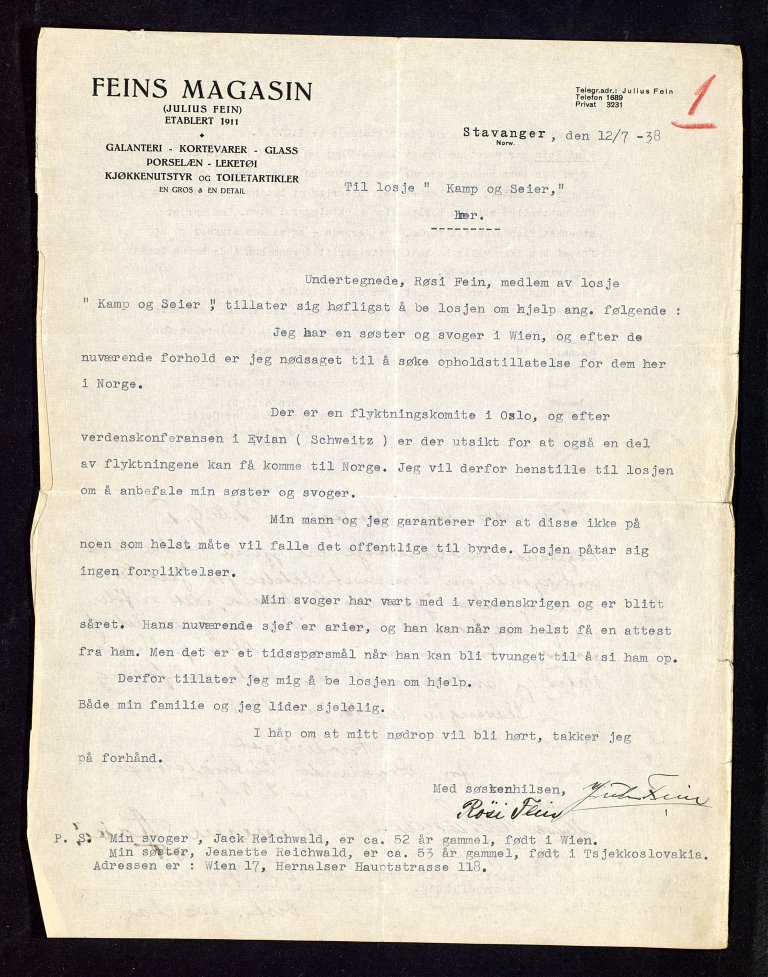 FEINS MAGASIN
(JULIUS FEIN)
ETABLERT 1911
GALANTERI - KORTEVARER - GLASS
PORSELÆN - LEKETØI
KJØKKENUTSTYR OG TOILETARTIKLER
EN GROS & EN DETAIL
Telegr.adr.: Julius Fein
Telefon 1689
Privat 3231
1
Stavanger, den 12/7 -38
Norw.
Til losje " Kamp og Seier,"
her.
---------
Undertegnede, Røsi Fein, medlem av losje
" Kamp og Seier ", tillater sig høfligst å be losjen om hjelp ang. følgende :
Jeg har en søster og svoger i Wien, og efter de
nuværende forhold er jeg nødsaget til å søke opholdstillatelse for dem her
i Norge.
Der er en flyktningskomite i Oslo, og efter
verdenskonferansen i Evian ( Schweitz ) er der utsikt for at også en del
av flyktningene kan få komme til Norge. Jeg vil derfor henstille til losjen
om å anbefale min søster og svoger.
Min mann og jeg garanterer for at disse ikke på
noen som helst måte vil falle det offentlige til byrde. Losjen påtar sig
ingen forpliktelser.
Min svoger har vært med i verdenskrigen og er blitt
såret. Hans nuværende sjef er arier, og han kan når som helst få en attest
fra ham. Men det er et tidsspørsmål når han kan bli tvunget til å si ham op.
Derfor tillater jeg mig å be losjen om hjelp.
Både min familie og jeg lider sjelelig.
I håp om at mitt nødrop vil bli hørt, takker jeg
på forhånd.
Med søskenhilsen,
Røsi Fein
P. S. Min svoger , Jack Reichwald, er ca. 52 år gammel, født i Wien.
Min søster, Jeanette Reichwald, er ca. 53 år gammel, født i Tsjekkoslovakia.
Adressen er : Wien 17, Hernalser Hauptstrasse 118.